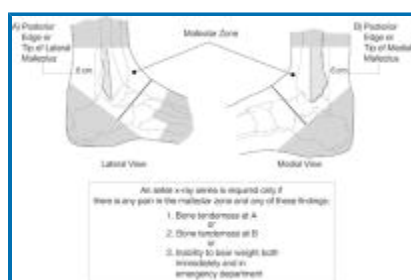 A) Posterior
Edge or
Tip of Lateral
Malleolus
Malleolar Zone
B) Posterior
Edge or
Tip of Medial
Malleolus
6 cm
6 cm
Lateral View
Medial View
An ankle x-ray series is required only if
there is any pain in the malleolar zone and any of these findings:
1. Bone tenderness at A
or
2. Bone tenderness at B
or
3. Inability to bear weight both
immediately and in
emergency department